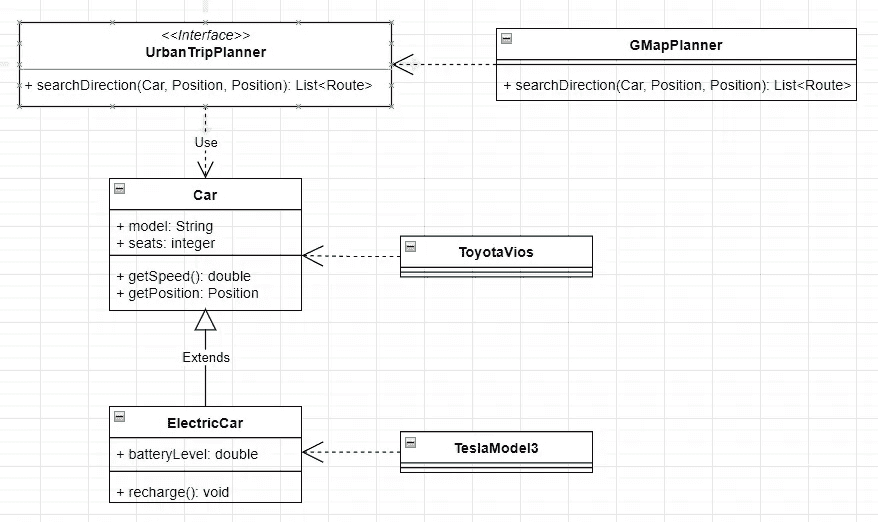 <<Interface>>
UrbanTripPlanner
+ searchDirection(Car, Position, Position): List<Route>
GMapPlanner
+ searchDirection(Car, Position, Position): List<Route>
Use
Car
+ model: String
+ seats: integer
+ getSpeed(): double
+ getPosition: Position
ToyotaVios
Extends
ElectricCar
+ batteryLevel: double
+ recharge(): void
TeslaModel3